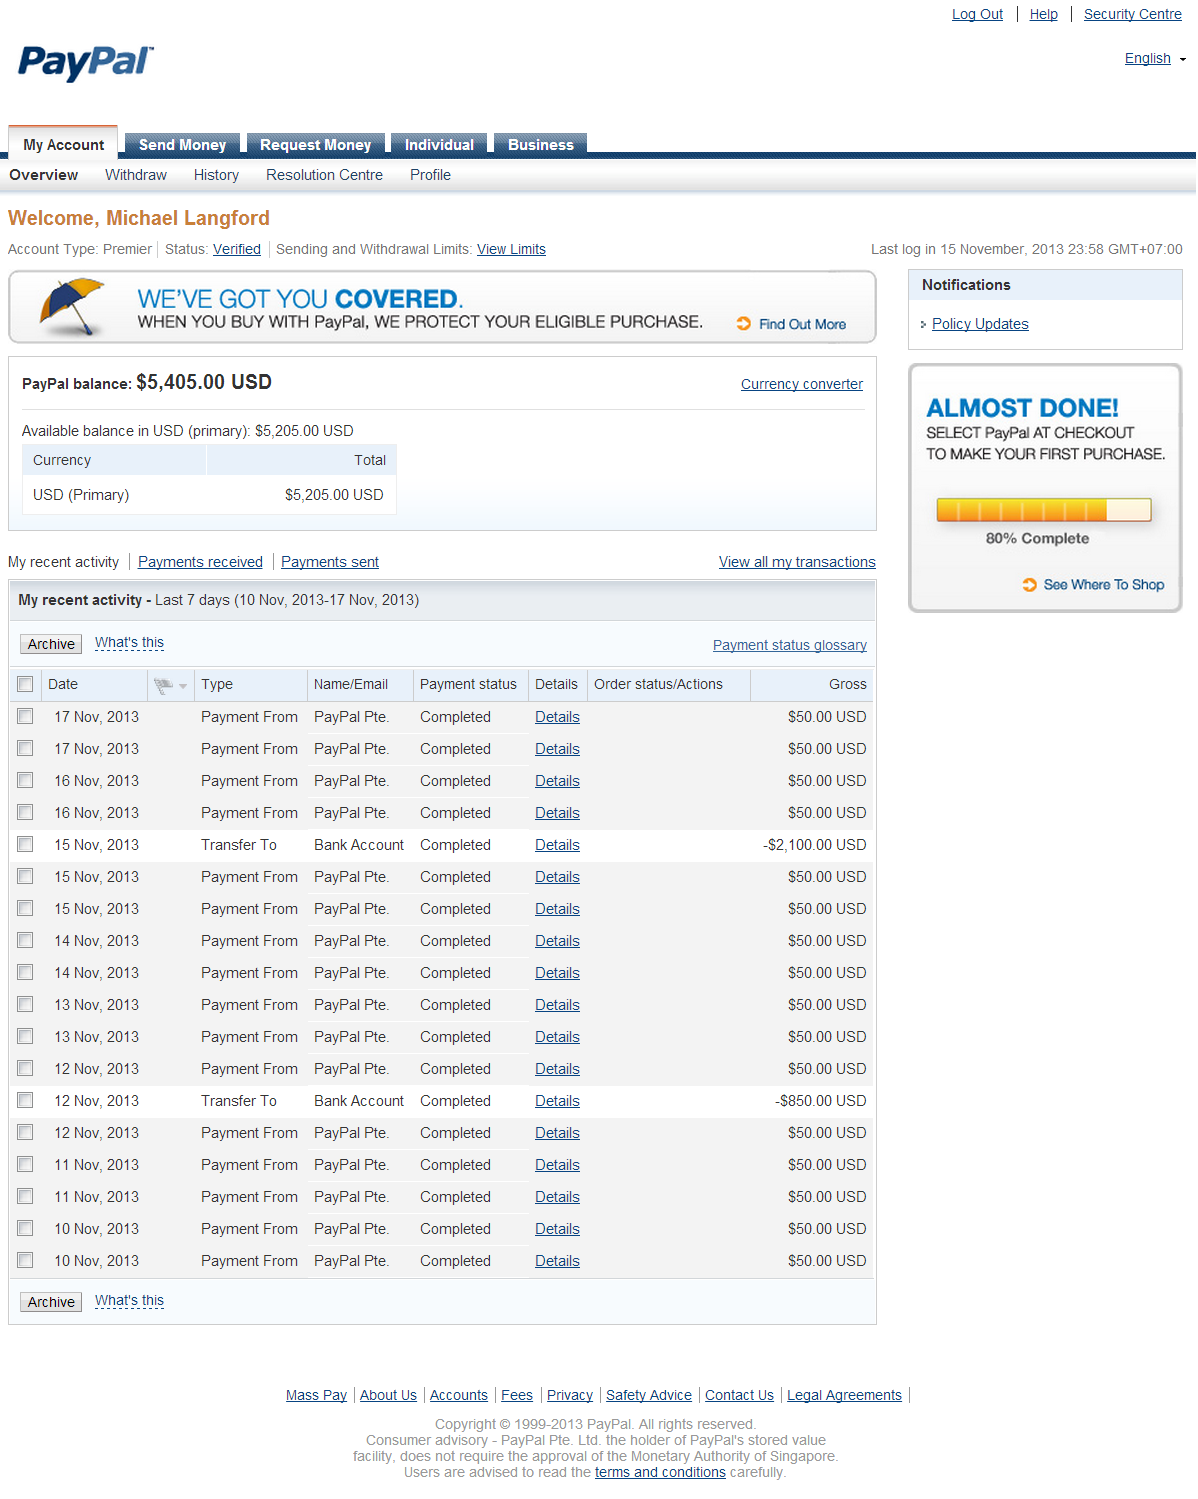 Log Out | Help | Security Centre
PayPal™
English
My Account Send Money Request Money Individual Business
Overview Withdraw History Resolution Centre Profile
Welcome, Michael Langford
Account Type: Premier | Status: Verified | Sending and Withdrawal Limits: View Limits
Last log in 15 November, 2013 23:58 GMT+07:00
WE'VE GOT YOU COVERED.
WHEN YOU BUY WITH PayPal, WE PROTECT YOUR ELIGIBLE PURCHASE.
Find Out More
Notifications
Policy Updates
PayPal balance: $5,405.00 USD
Currency converter
Available balance in USD (primary): $5,205.00 USD
Currency Total
USD (Primary) $5,205.00 USD
ALMOST DONE!
SELECT PayPal AT CHECKOUT
TO MAKE YOUR FIRST PURCHASE.
80% Complete
See Where To Shop
My recent activity | Payments received | Payments sent
View all my transactions
My recent activity - Last 7 days (10 Nov, 2013-17 Nov, 2013)
Archive What's this
Payment status glossary
Date Type Name/Email Payment status Details Order status/Actions Gross
17 Nov, 2013 Payment From PayPal Pte. Completed Details $50.00 USD
17 Nov, 2013 Payment From PayPal Pte. Completed Details $50.00 USD
16 Nov, 2013 Payment From PayPal Pte. Completed Details $50.00 USD
16 Nov, 2013 Payment From PayPal Pte. Completed Details $50.00 USD
15 Nov, 2013 Transfer To Bank Account Completed Details -$2,100.00 USD
15 Nov, 2013 Payment From PayPal Pte. Completed Details $50.00 USD
15 Nov, 2013 Payment From PayPal Pte. Completed Details $50.00 USD
14 Nov, 2013 Payment From PayPal Pte. Completed Details $50.00 USD
14 Nov, 2013 Payment From PayPal Pte. Completed Details $50.00 USD
13 Nov, 2013 Payment From PayPal Pte. Completed Details $50.00 USD
13 Nov, 2013 Payment From PayPal Pte. Completed Details $50.00 USD
12 Nov, 2013 Payment From PayPal Pte. Completed Details $50.00 USD
12 Nov, 2013 Transfer To Bank Account Completed Details -$850.00 USD
12 Nov, 2013 Payment From PayPal Pte. Completed Details $50.00 USD
11 Nov, 2013 Payment From PayPal Pte. Completed Details $50.00 USD
11 Nov, 2013 Payment From PayPal Pte. Completed Details $50.00 USD
10 Nov, 2013 Payment From PayPal Pte. Completed Details $50.00 USD
10 Nov, 2013 Payment From PayPal Pte. Completed Details $50.00 USD
Archive What's this
Mass Pay | About Us | Accounts | Fees | Privacy | Safety Advice | Contact Us | Legal Agreements |
Copyright © 1999-2013 PayPal. All rights reserved.
Consumer advisory - PayPal Pte. Ltd. the holder of PayPal's stored value
facility, does not require the approval of the Monetary Authority of Singapore.
Users are advised to read the terms and conditions carefully.